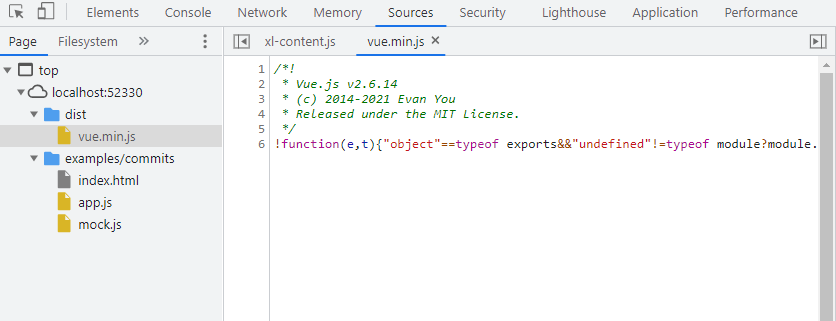 Elements Console Network Memory Sources Security Lighthouse Application Performance
Page Filesystem
xl-content.js vue.min.js
top
localhost:52330
dist
vue.min.js
examples/commits
index.html
app.js
mock.js
1 /*!
2 * Vue.js v2.6.14
3 * (c) 2014-2021 Evan You
4 * Released under the MIT License.
5 */
6 !function(e,t){"object"==typeof exports&&"undefined"!=typeof module?module.